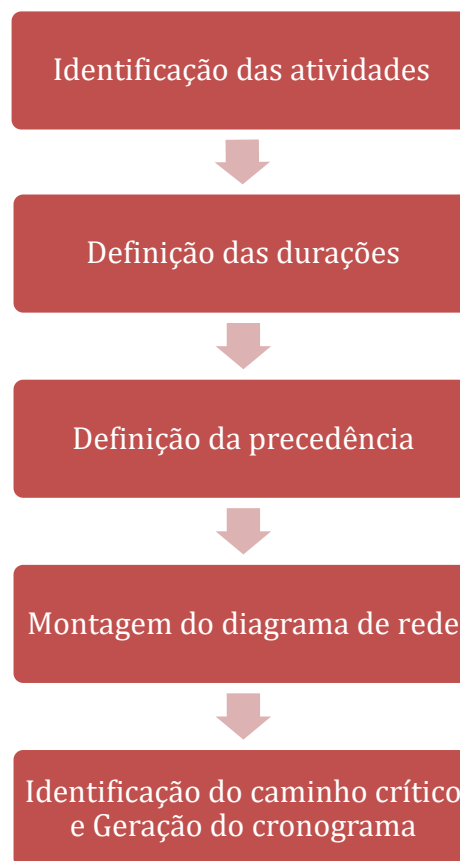 Identificação das atividades
Definição das durações
Definição da precedência
Montagem do diagrama de rede
Identificação do caminho crítico
e Geração do cronograma